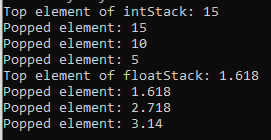 Top element of intStack: 15
Popped element: 15
Popped element: 10
Popped element: 5
Top element of floatStack: 1.618
Popped element: 1.618
Popped element: 2.718
Popped element: 3.14